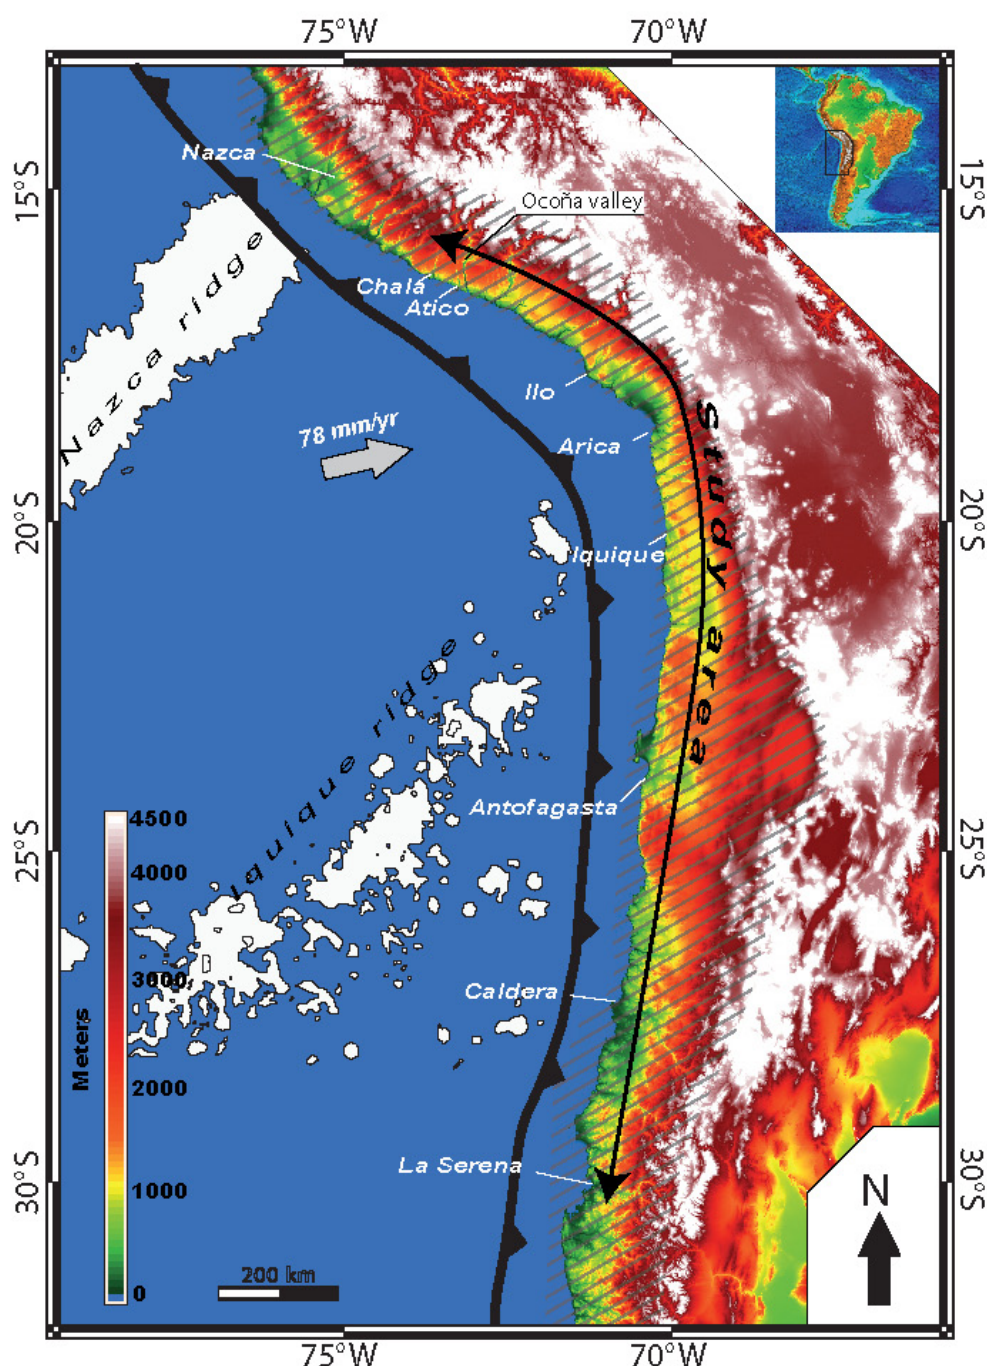 75°W
70°W
15°S
15°S
Nazca
Ocoña valley
Nazca ridge
Chala
Atico
Ilo
78 mm/yr
Arica
Study area
20°S
20°S
Iquique
Iquique ridge
Antofagasta
25°S
25°S
4500
4000
3000
2000
1000
0
Meters
Caldera
La Serena
30°S
30°S
N
200 km
75°W
70°W